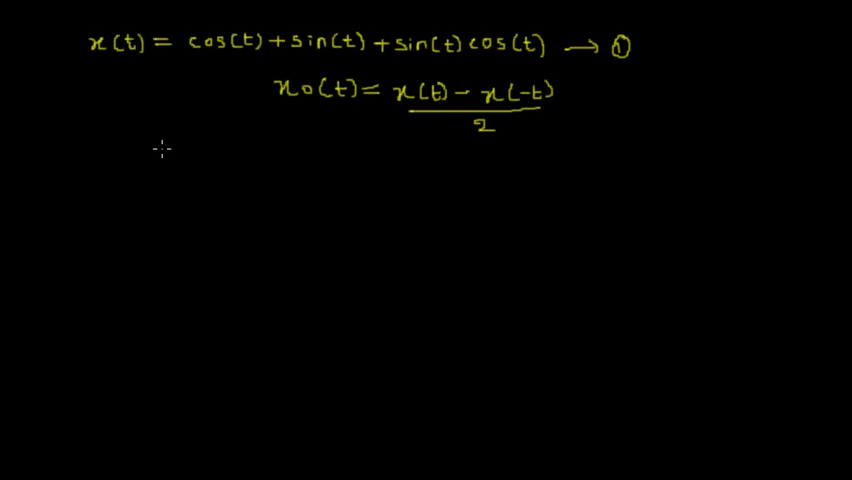 x(t) = cos(t) + sin(t) + sin(t) cos(t) → ①
xo(t) = x(t) - x(-t)
2